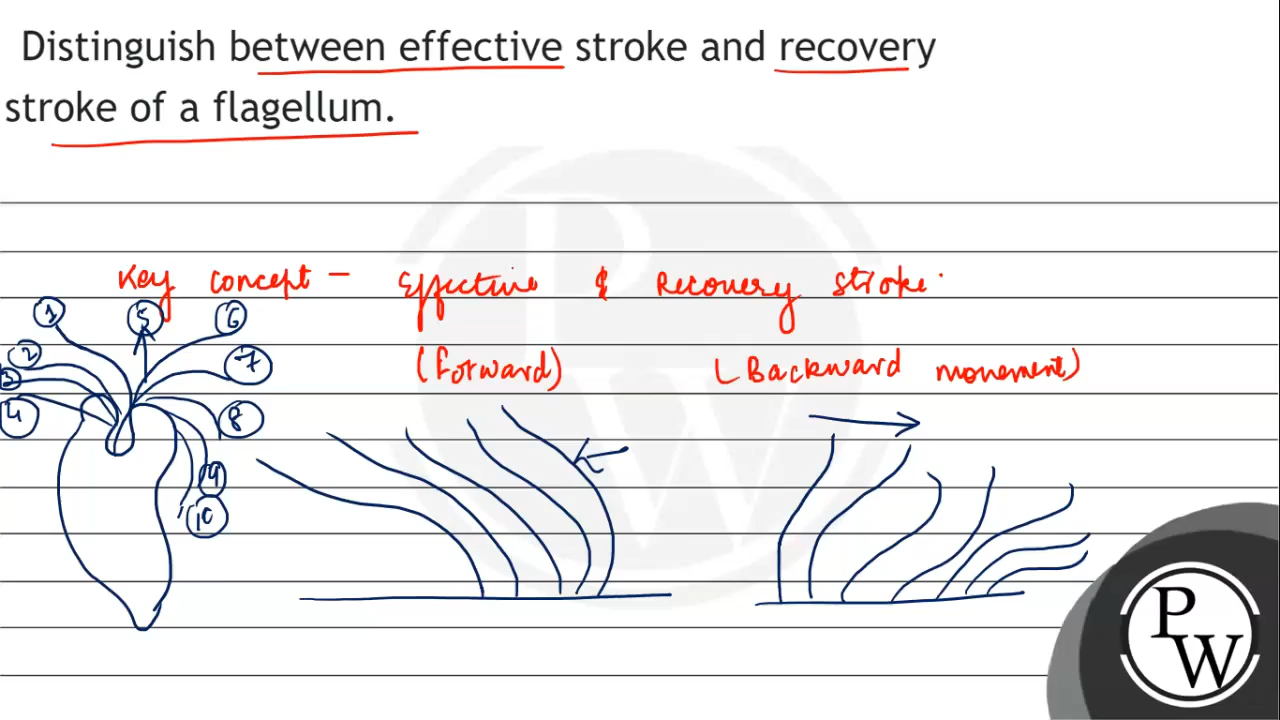 Distinguish between effective stroke and recovery
stroke of a flagellum.
Key concept - Effective & Recovery stroke.
(forward) (Backward movement)
1 5 6
2 7
3
4 8
9
10
PW
PW